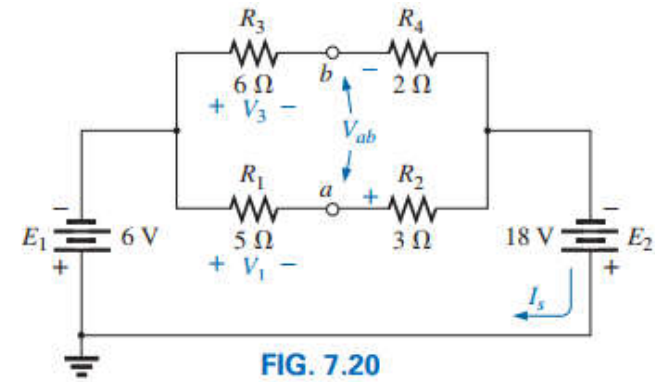 R3 R4
6 Ω b − 2 Ω
+ V3 −
Vab
R1 a + R2
− −
E1 6 V 5 Ω 3 Ω 18 V E2
+ + V1 − +
Is
FIG. 7.20